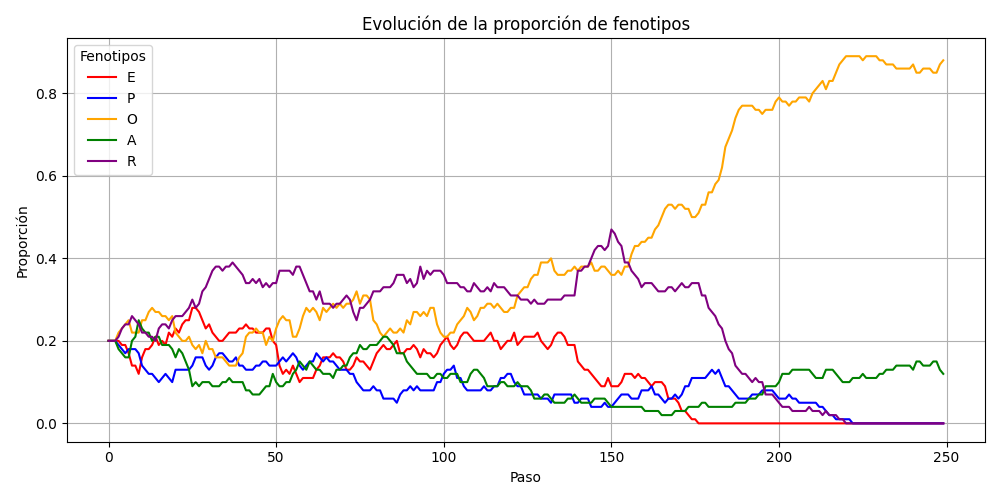 Evolución de la proporción de fenotipos
Fenotipos
E
P
O
A
R
Proporción
0.8
0.6
0.4
0.2
0.0
0 50 100 150 200 250
Paso